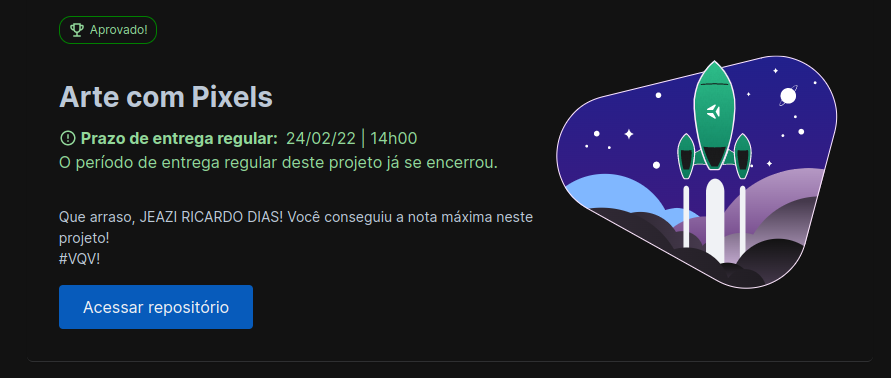 Aprovado!
Arte com Pixels
Prazo de entrega regular: 24/02/22 | 14h00
O período de entrega regular deste projeto já se encerrou.
Que arraso, JEAZI RICARDO DIAS! Você conseguiu a nota máxima neste
projeto!
#VQV!
Acessar repositório